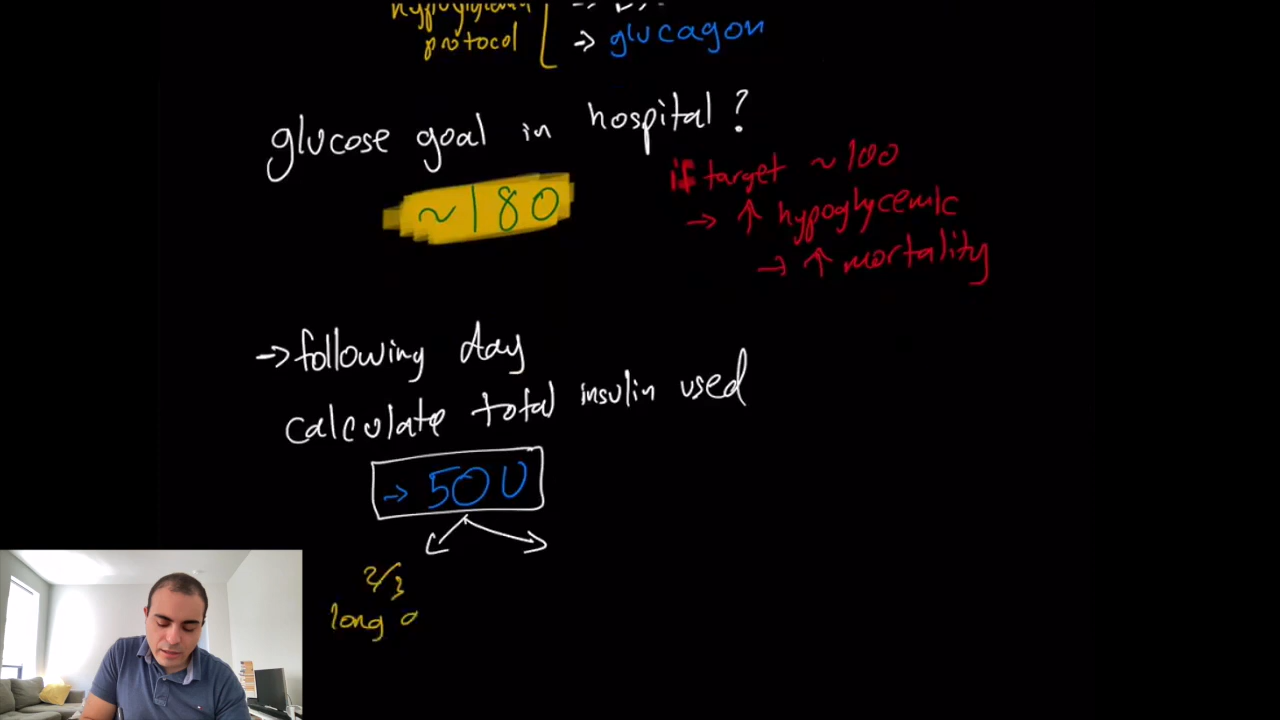 protocol → glucagon
glucose goal in hospital?
~180
if target ~100
→ ↑ hypoglycemic
→ ↑ mortality
→ following day
calculate total insulin used
→ 50U
2/3
long a